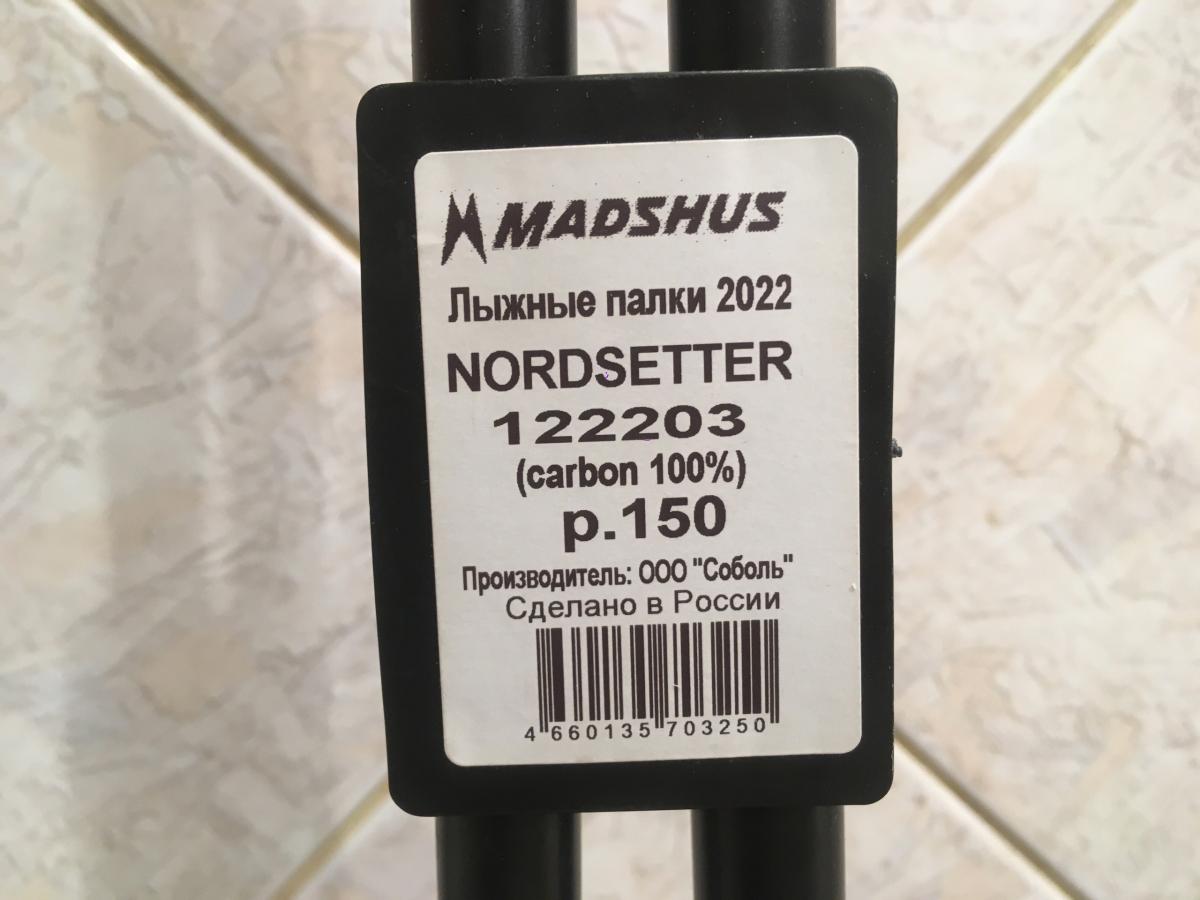 MADSHUS
Лыжные палки 2022
NORDSETTER
122203
(carbon 100%)
р.150
Производитель: ООО "Соболь"
Сделано в России
4 660135 703250